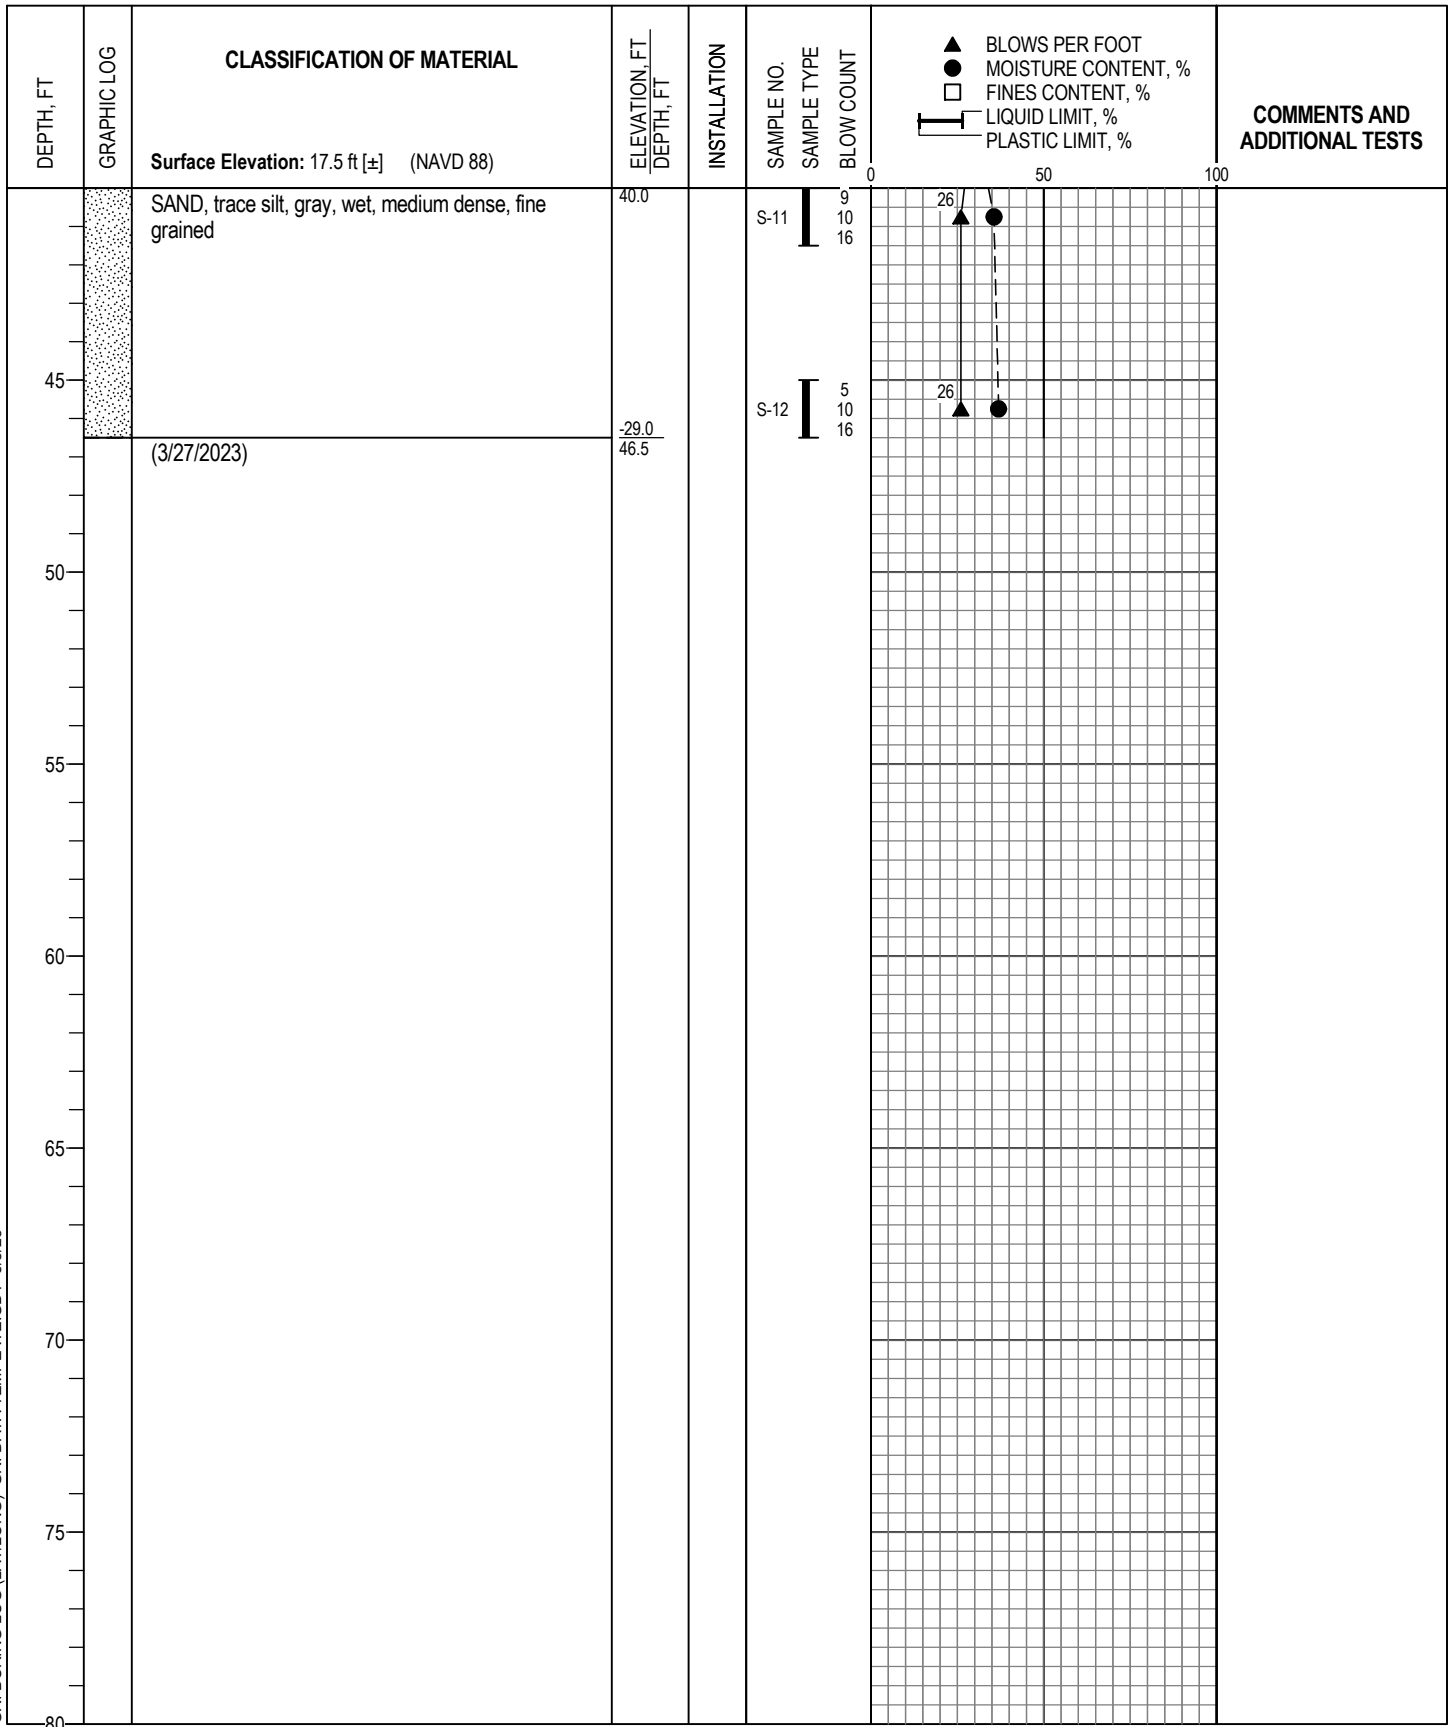 DEPTH, FT
GRAPHIC LOG
CLASSIFICATION OF MATERIAL
Surface Elevation: 17.5 ft [±] (NAVD 88)
ELEVATION, FT
DEPTH, FT
INSTALLATION
SAMPLE NO.
SAMPLE TYPE
BLOW COUNT
BLOWS PER FOOT
MOISTURE CONTENT, %
FINES CONTENT, %
LIQUID LIMIT, %
PLASTIC LIMIT, %
0 50 100
COMMENTS AND
ADDITIONAL TESTS
SAND, trace silt, gray, wet, medium dense, fine
grained
40.0
S-11
9
10
16
26
45
S-12
5
10
16
26
-29.0
46.5
(3/27/2023)
50
55
60
65
70
75
80